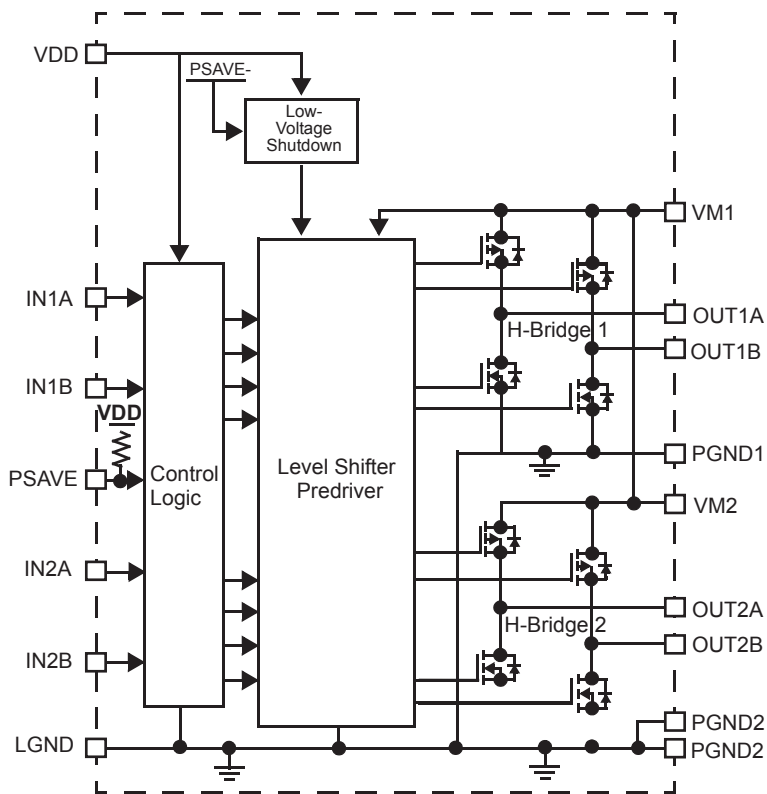 VDD
PSAVE-
Low-
Voltage
Shutdown
VM1
IN1A
OUT1A
H-Bridge 1
OUT1B
IN1B
VDD
PGND1
PSAVE
Control
Logic
Level Shifter
Predriver
VM2
IN2A
OUT2A
H-Bridge 2
OUT2B
IN2B
PGND2
LGND
PGND2